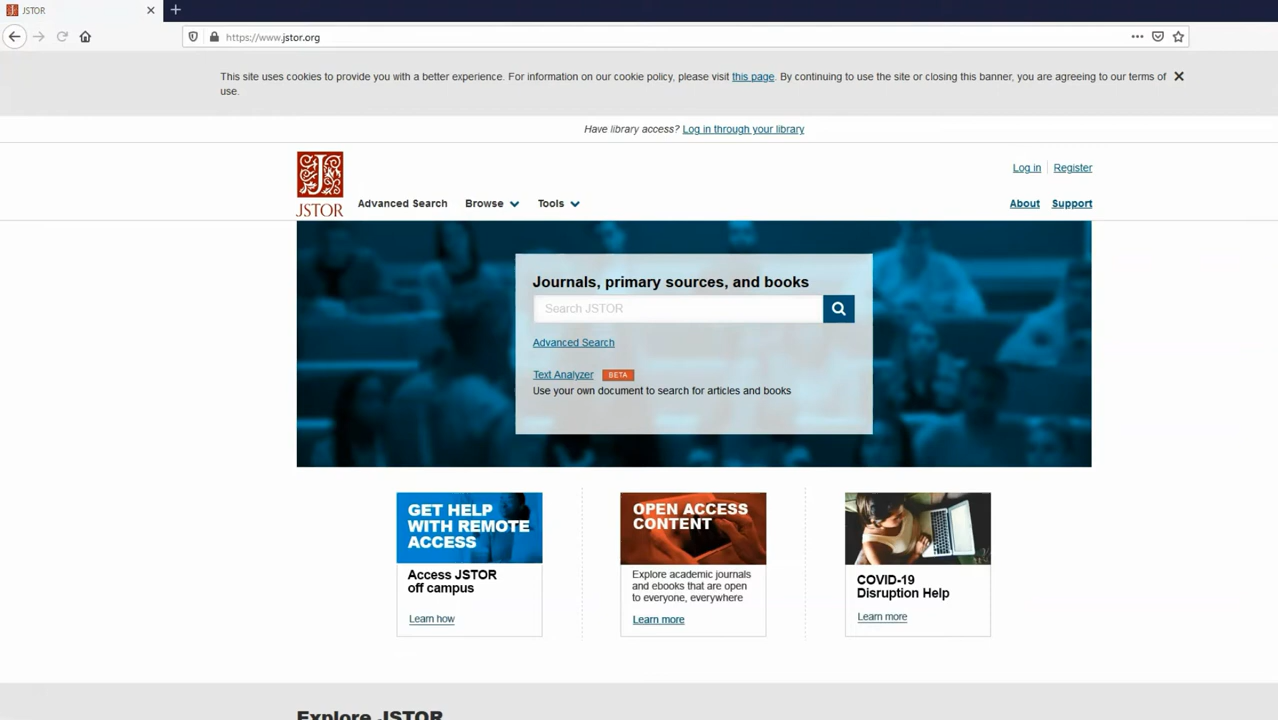 JSTOR
https://www.jstor.org
This site uses cookies to provide you with a better experience. For information on our cookie policy, please visit this page. By continuing to use the site or closing this banner, you are agreeing to our terms of
use.
Have library access? Log in through your library
Log in Register
JSTOR
Advanced Search Browse Tools
About Support
Journals, primary sources, and books
Search JSTOR
Advanced Search
Text Analyzer BETA
Use your own document to search for articles and books
GET HELP
WITH REMOTE
ACCESS
Access JSTOR
off campus
Learn how
OPEN ACCESS
CONTENT
Explore academic journals
and ebooks that are open
to everyone, everywhere
Learn more
COVID-19
Disruption Help
Learn more
Explore JSTOR